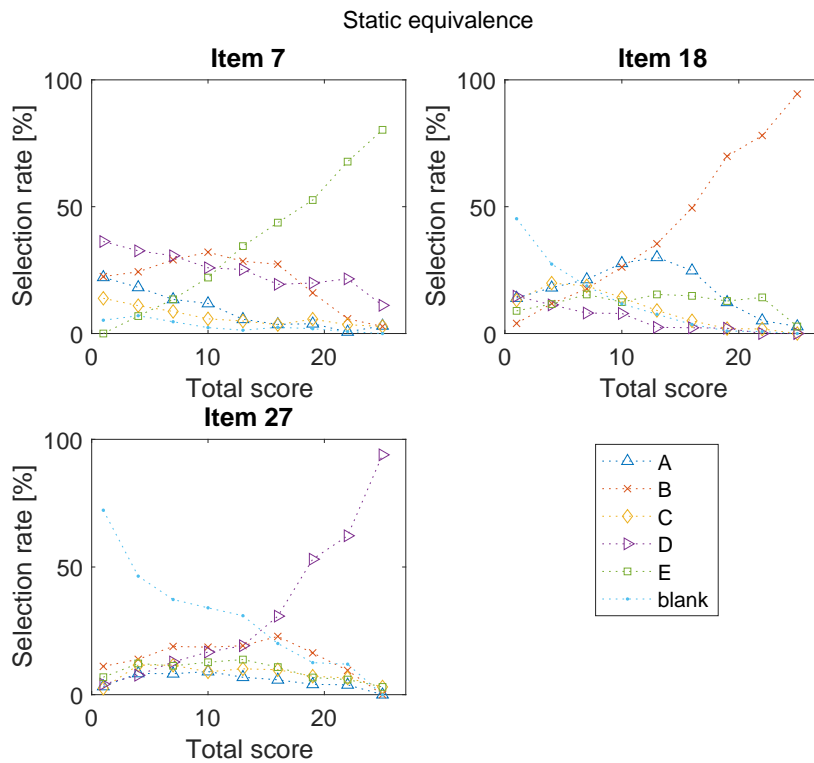 Static equivalence
Item 7
Selection rate [%]
100
50
0
0 10 20
Total score
Item 18
Selection rate [%]
100
50
0
0 10 20
Total score
Item 27
Selection rate [%]
100
50
0
0 10 20
Total score
A
B
C
D
E
blank